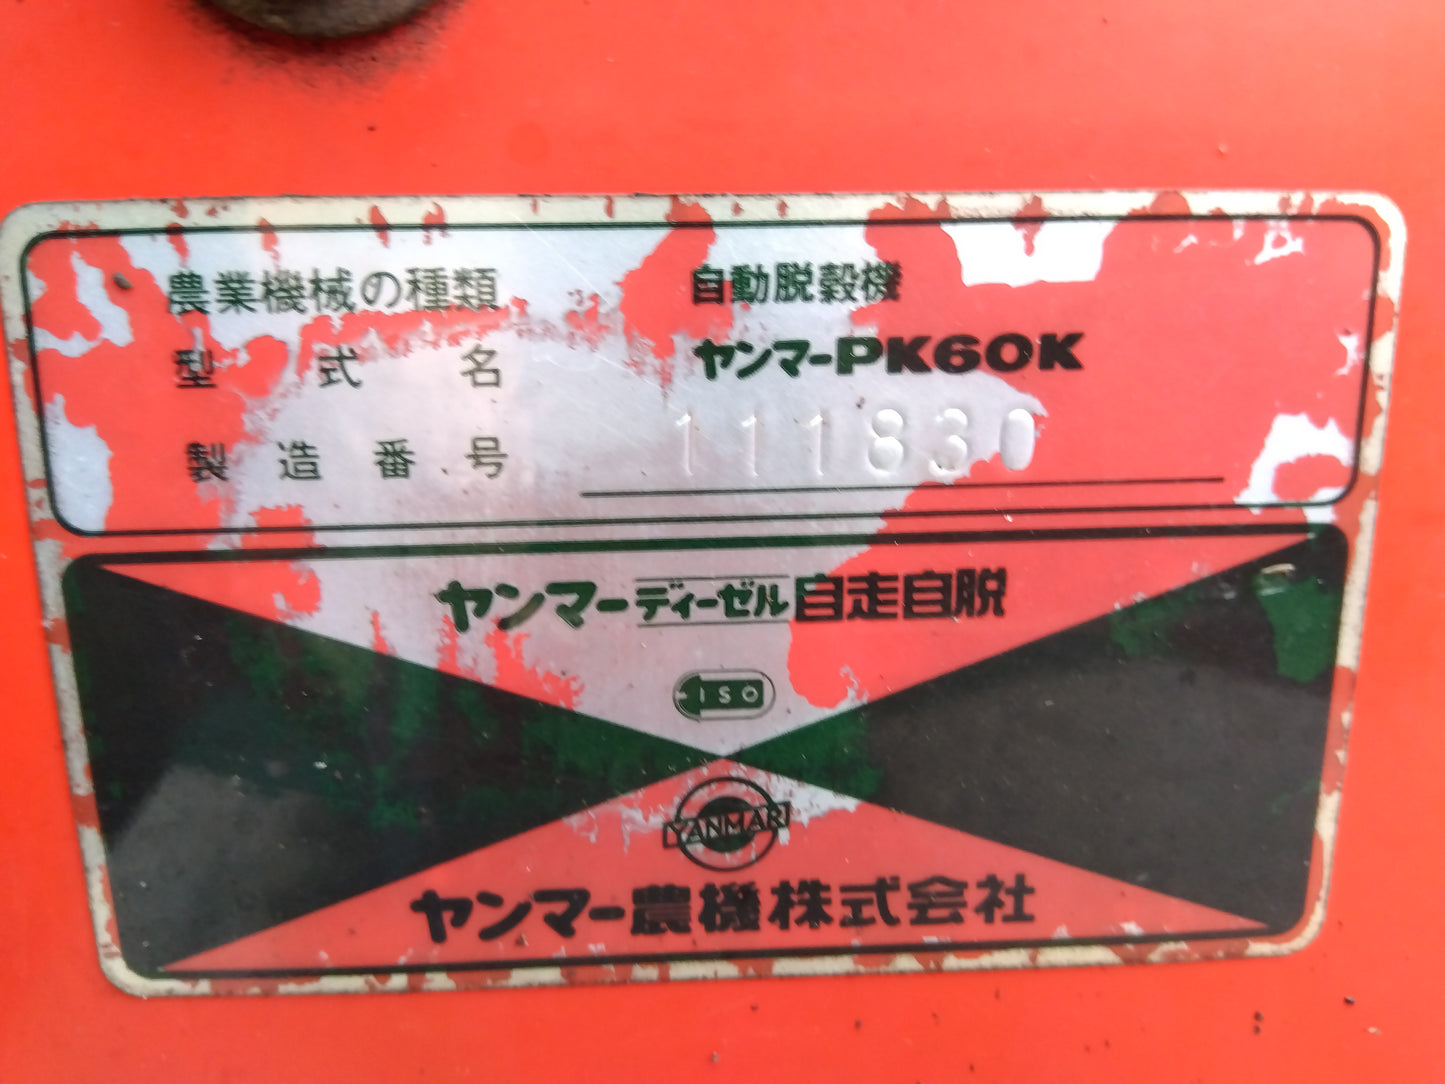 農業機械の種類 自動脱穀機
型式名 ヤンマーPK60K
製造番号 111830
ヤンマーディーゼル自走自脱
ISO
YANMAR
ヤンマー農機株式会社